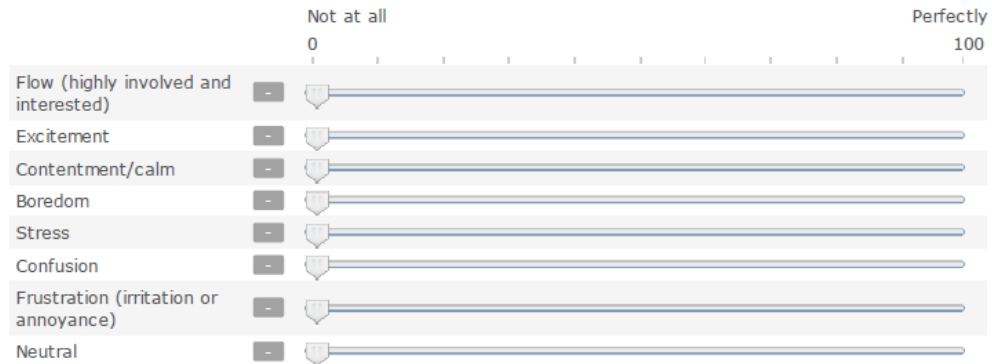 Not at all Perfectly
0 100
Flow (highly involved and
interested) -
Excitement -
Contentment/calm -
Boredom -
Stress -
Confusion -
Frustration (irritation or
annoyance) -
Neutral -